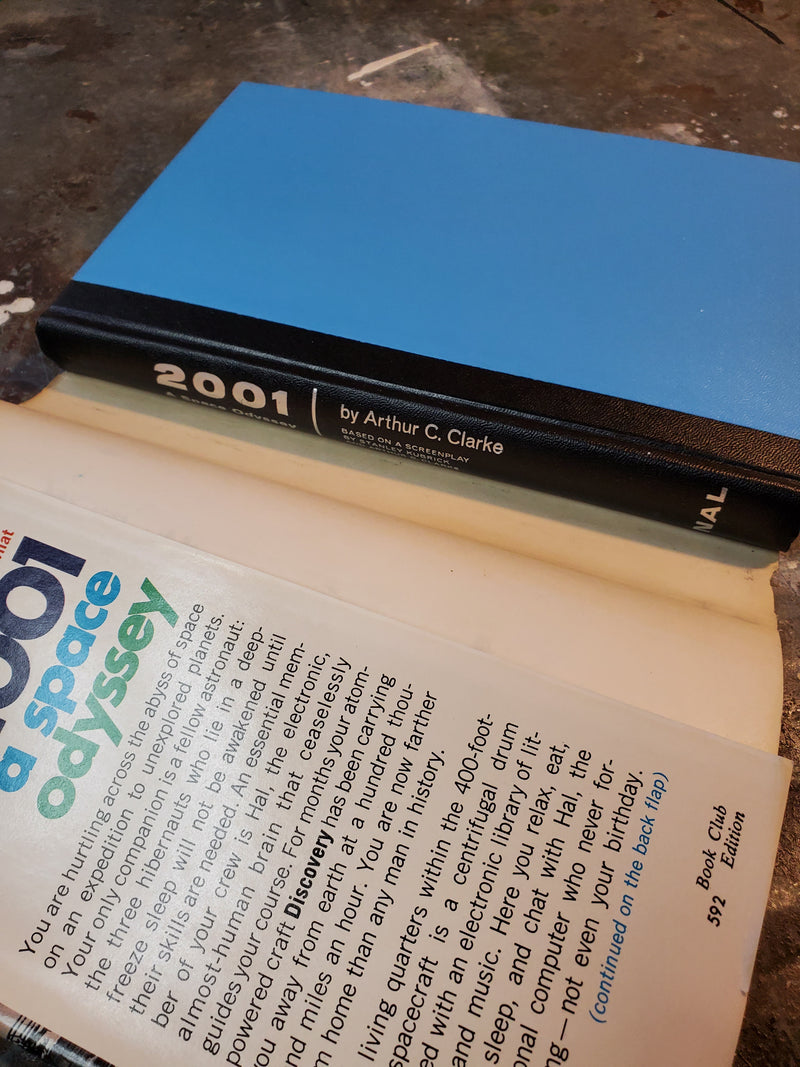 2001
A Space Odyssey
by Arthur C. Clarke
BASED ON A SCREENPLAY
BY STANLEY KUBRICK
NAL
2001
a space
odyssey
You are hurtling across the abyss of space
on an expedition to unexplored planets.
Your only companion is a fellow astronaut:
the three hibernauts who lie in a deep-
freeze sleep will not be awakened until
their skills are needed. An essential mem-
ber of your crew is Hal, the electronic,
almost-human brain that ceaselessly
guides your course. For months your atom-
powered craft Discovery has been carrying
you away from earth at a hundred thou-
nd miles an hour. You are now farther
m home than any man in history.
living quarters within the 400-foot-
spacecraft is a centrifugal drum
ed with an electronic library of lit-
and music. Here you relax, eat,
sleep, and chat with Hal, the
onal computer who never for-
ng—not even your birthday.
(continued on the back flap)
592
Book Club
Edition